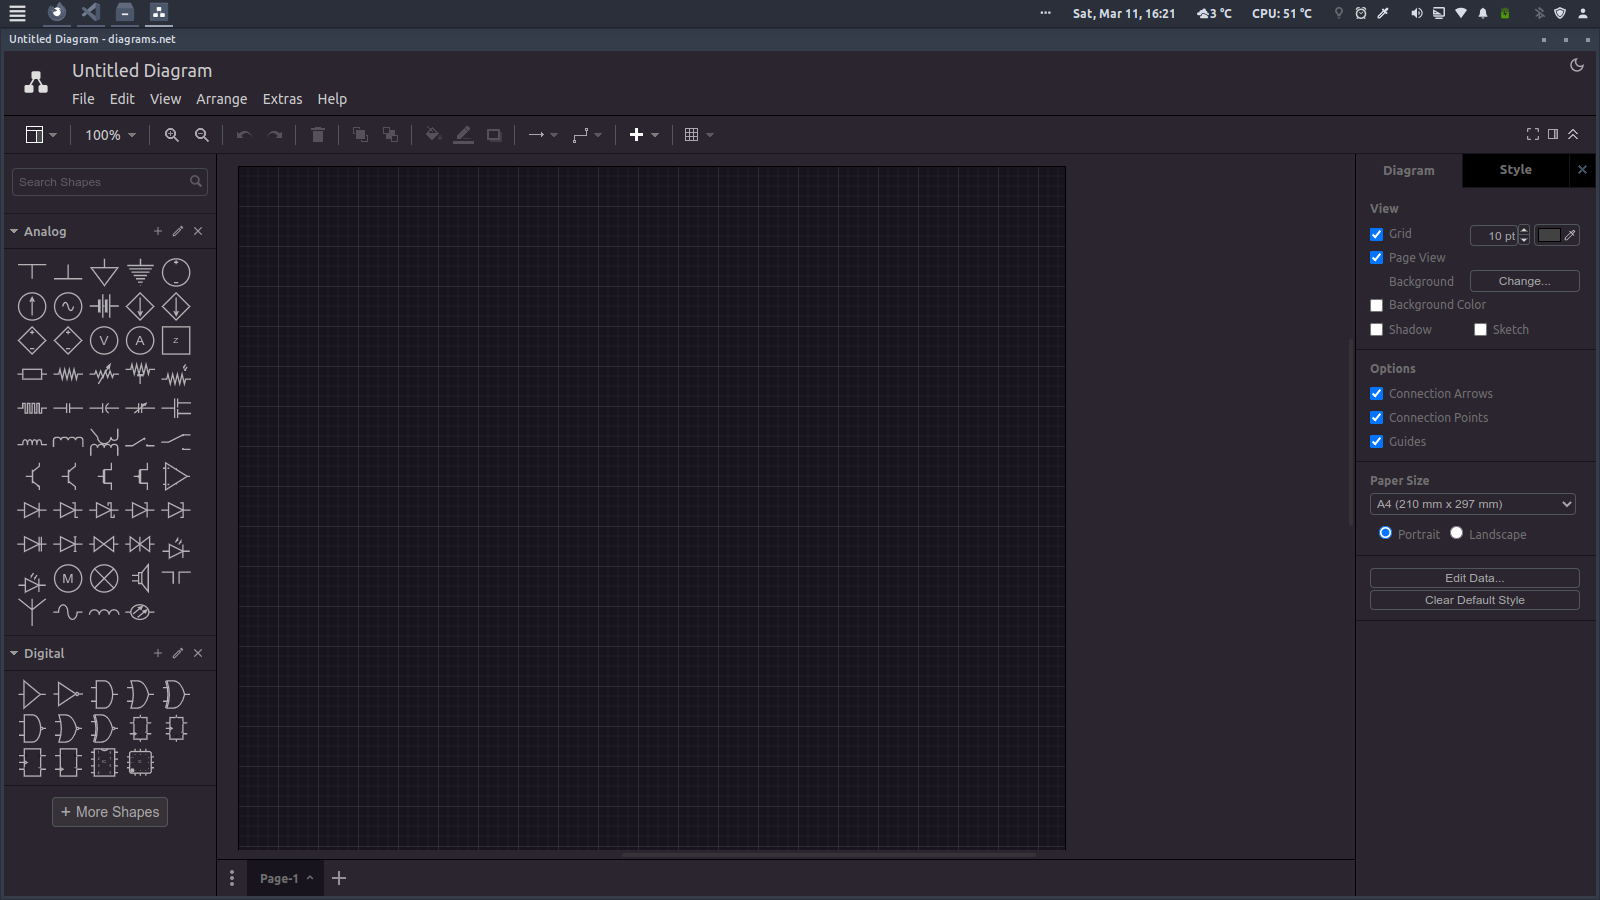 Sat, Mar 11, 16:21
3 °C
CPU: 51 °C
Untitled Diagram - diagrams.net
Untitled Diagram
File Edit View Arrange Extras Help
100%
Search Shapes
Analog
V
A
Z
M
Digital
+ More Shapes
Page-1
Diagram
Style
View
Grid
10 pt
Page View
Background
Change...
Background Color
Shadow
Sketch
Options
Connection Arrows
Connection Points
Guides
Paper Size
A4 (210 mm x 297 mm)
Portrait
Landscape
Edit Data...
Clear Default Style